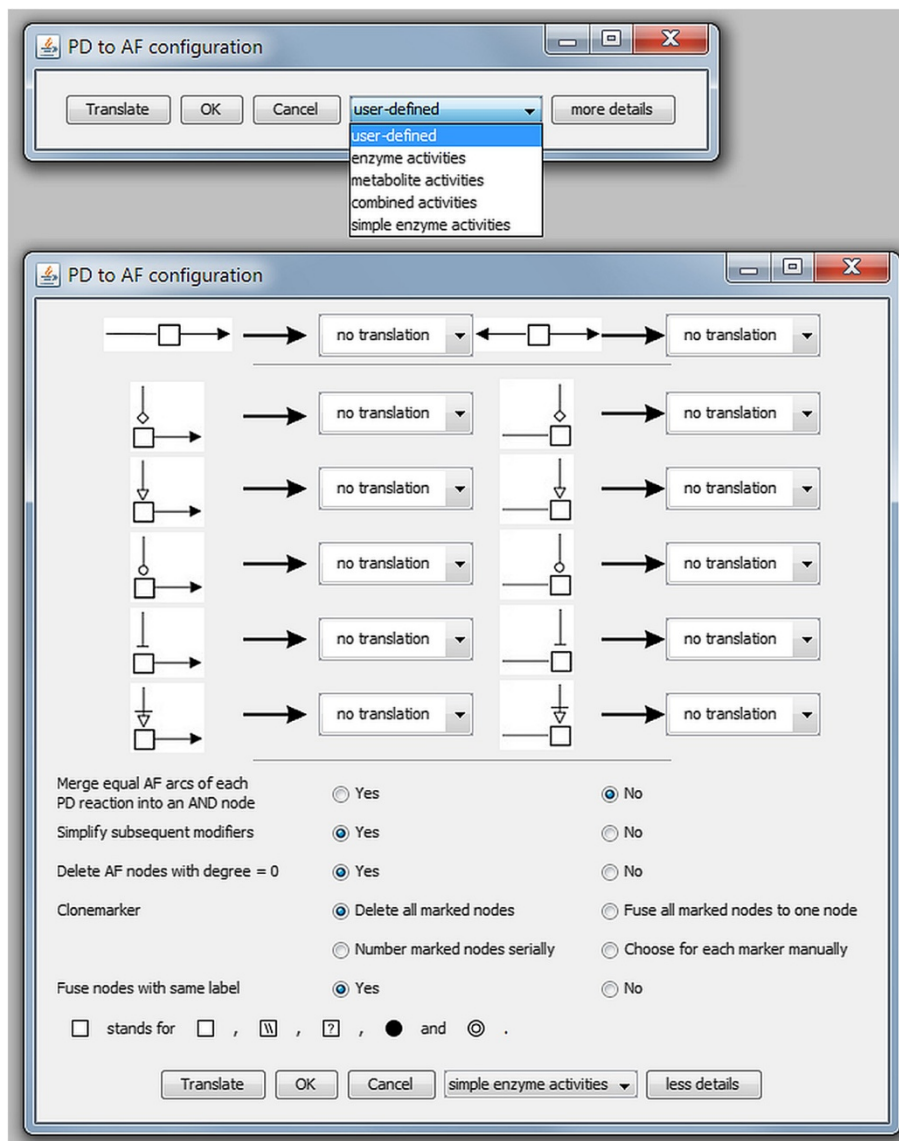 PD to AF configuration
Translate OK Cancel user-defined more details
user-defined
enzyme activities
metabolite activities
combined activities
simple enzyme activities
PD to AF configuration
no translation no translation
no translation no translation
no translation no translation
no translation no translation
no translation no translation
no translation no translation
Merge equal AF arcs of each
PD reaction into an AND node Yes No
Simplify subsequent modifiers Yes No
Delete AF nodes with degree = 0 Yes No
Clonemarker Delete all marked nodes Fuse all marked nodes to one node
Number marked nodes serially Choose for each marker manually
Fuse nodes with same label Yes No
stands for , \\ , ? , and .
Translate OK Cancel simple enzyme activities less details